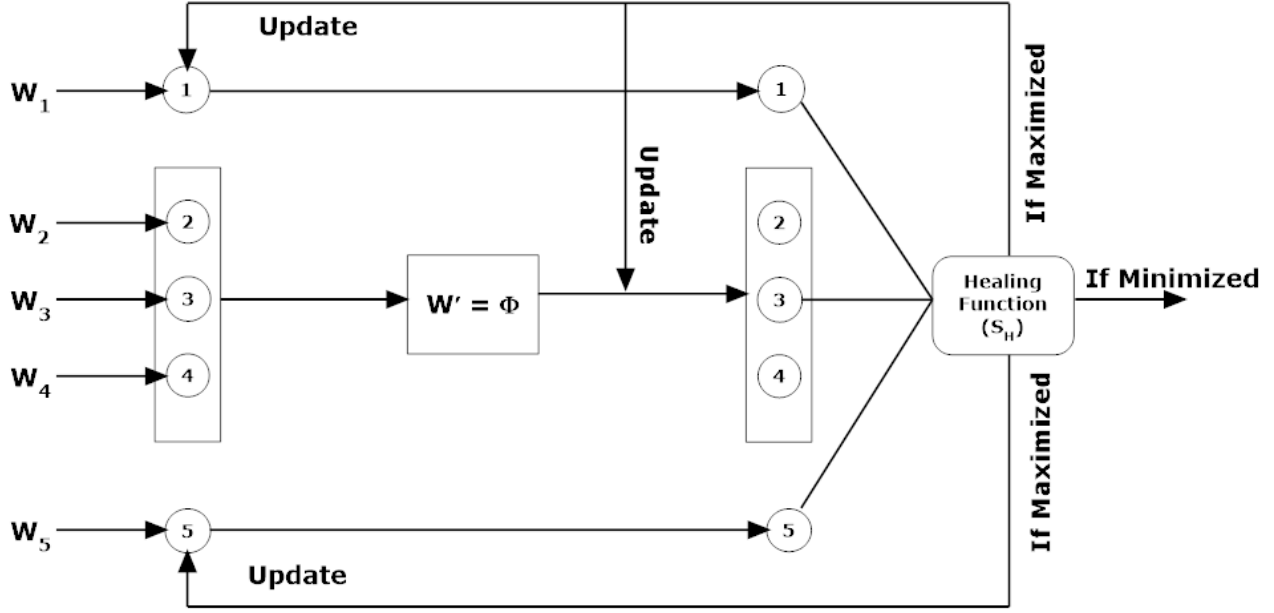 Update
W₁
1
1
If Maximized
Update
W₂
2
2
W₃
3
W' = Φ
3
Healing
Function
(S_H)
If Minimized
W₄
4
4
If Maximized
W₅
5
5
Update